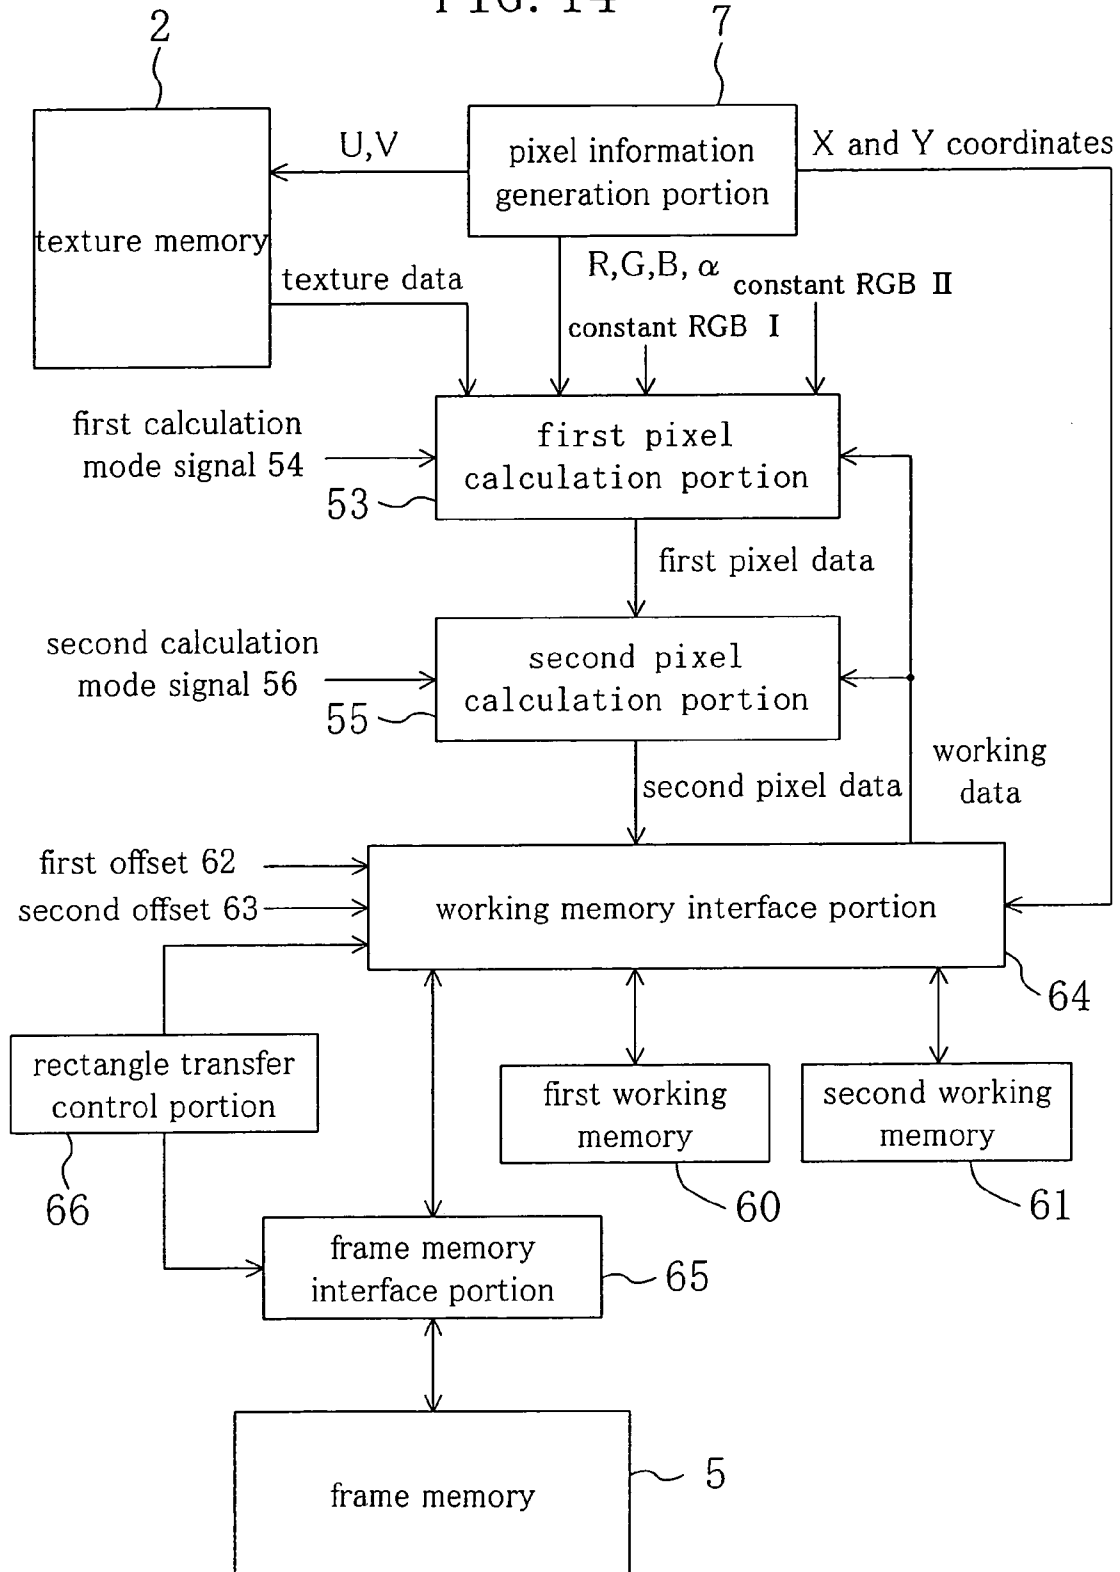 FIG. 14
2
7
U,V
pixel information
generation portion
X and Y coordinates
texture memory
texture data
R,G,B, α
constant RGB II
constant RGB I
first calculation
mode signal 54
first pixel
calculation portion
53
first pixel data
second calculation
mode signal 56
second pixel
calculation portion
55
working
data
second pixel data
first offset 62
second offset 63
working memory interface portion
64
rectangle transfer
control portion
66
first working
memory
60
second working
memory
61
frame memory
interface portion
65
frame memory
5